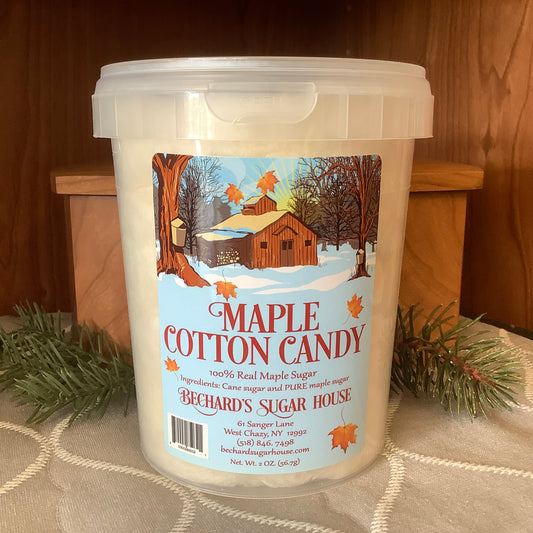 MAPLE
COTTON CANDY
100% Real Maple Sugar
Ingredients: Cane sugar and PURE maple sugar
BECHARD'S SUGAR HOUSE
61 Sanger Lane
West Chazy, NY 12992
(518) 846. 7498
bechardsugarhouse.com
Net. Wt. 2 OZ. (56.7g)